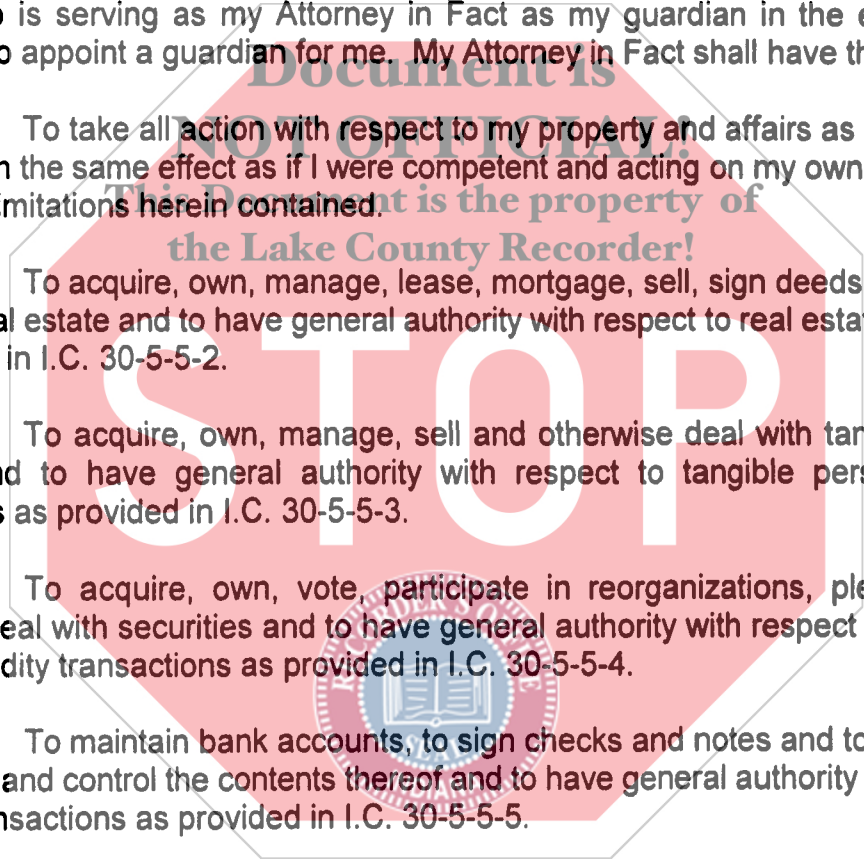 is serving as my Attorney in Fact as my guardian in the
appoint a guardian for me. My Attorney in Fact shall have
Document is
To take all action with respect to my property and affairs as
NOT OFFICIAL!
the same effect as if I were competent and acting on my own
mitations herein contained.
This Document is the property of
the Lake County Recorder!
To acquire, own, manage, lease, mortgage, sell, sign deeds
estate and to have general authority with respect to real
in I.C. 30-5-5-2.
STOP
To acquire, own, manage, sell and otherwise deal with
to have general authority with respect to tangible
as provided in I.C. 30-5-5-3.
To acquire, own, vote, participate in reorganizations,
eal with securities and to have general authority with respect
dity transactions as provided in I.C. 30-5-5-4.
RECORDER'S OFFICE
SEAL
To maintain bank accounts, to sign checks and notes and to
and control the contents thereof and to have general authority
nsactions as provided in I.C. 30-5-5-5.